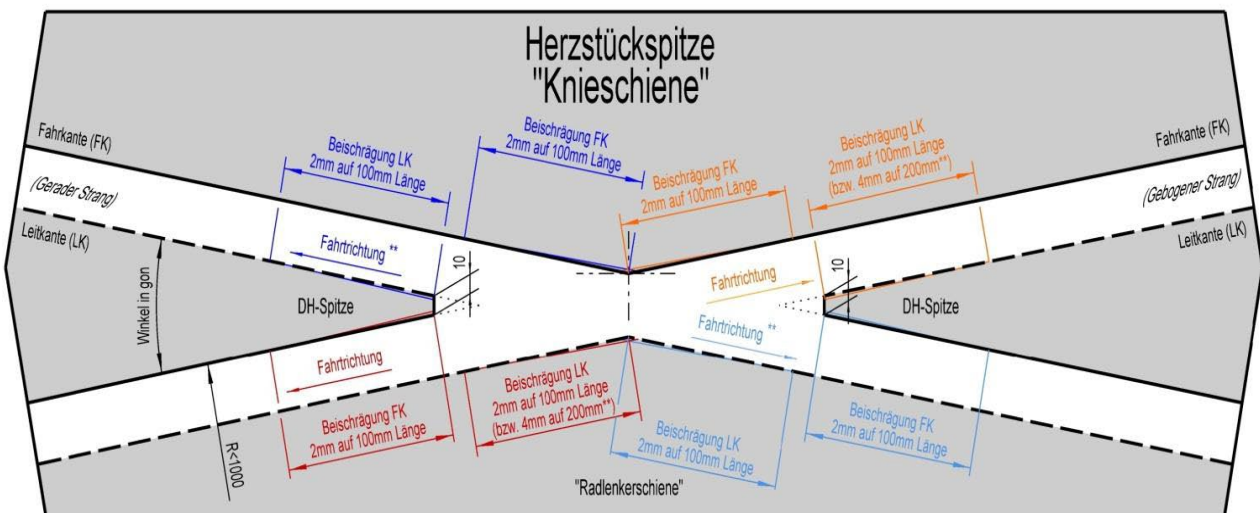 Herzstückspitze
"Knieschiene"
Fahrkante (FK)
(Gerader Strang)
Leitkante (LK)
Winkel in gon
Beischrägung LK
2mm auf 100mm Länge
Beischrägung FK
2mm auf 100mm Länge
Beischrägung FK
2mm auf 100mm Länge
Beischrägung LK
2mm auf 100mm Länge
(bzw. 4mm auf 200mm**)
Fahrkante (FK)
(Gebogener Strang)
Leitkante (LK)
Fahrtrichtung **
10
DH-Spitze
Fahrtrichtung
10
DH-Spitze
Fahrtrichtung **
Fahrtrichtung
R<1000
Beischrägung FK
2mm auf 100mm Länge
Beischrägung LK
2mm auf 100mm Länge
(bzw. 4mm auf 200mm**)
Beischrägung LK
2mm auf 100mm Länge
Beischrägung FK
2mm auf 100mm Länge
"Radlenkerschiene"